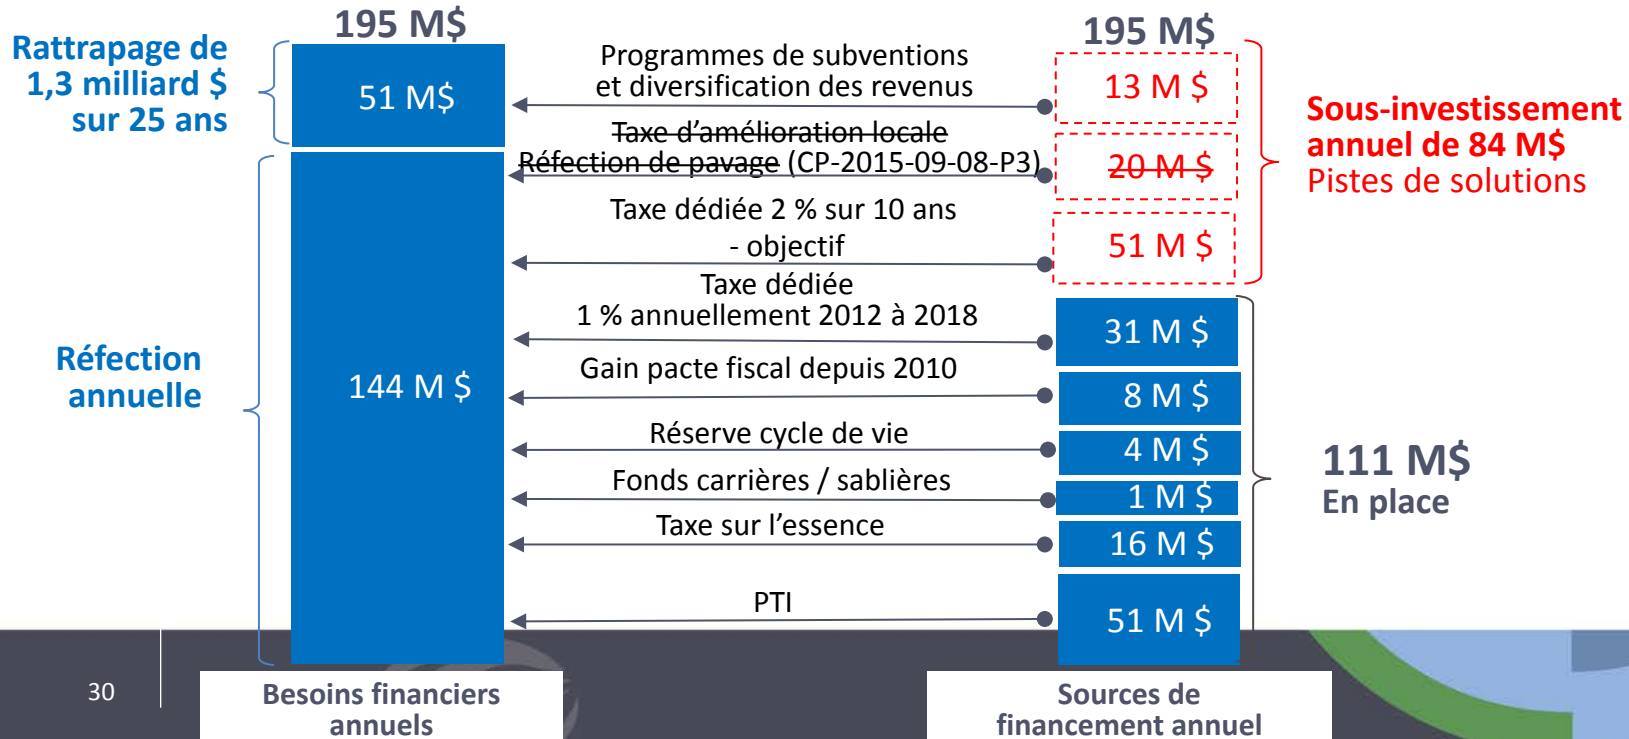 195 M$
Rattrapage de
1,3 milliard $
sur 25 ans
51 M$
Réfection
annuelle
144 M $
Besoins financiers
annuels
Programmes de subventions
et diversification des revenus
Taxe d’amélioration locale
Réfection de pavage (CP-2015-09-08-P3)
Taxe dédiée 2 % sur 10 ans
- objectif
Taxe dédiée
1 % annuellement 2012 à 2018
Gain pacte fiscal depuis 2010
Réserve cycle de vie
Fonds carrières / sablières
Taxe sur l’essence
PTI
195 M$
13 M $
20 M $
51 M $
31 M $
8 M $
4 M $
1 M $
16 M $
51 M $
Sources de
financement annuel
Sous-investissement
annuel de 84 M$
Pistes de solutions
111 M$
En place
30